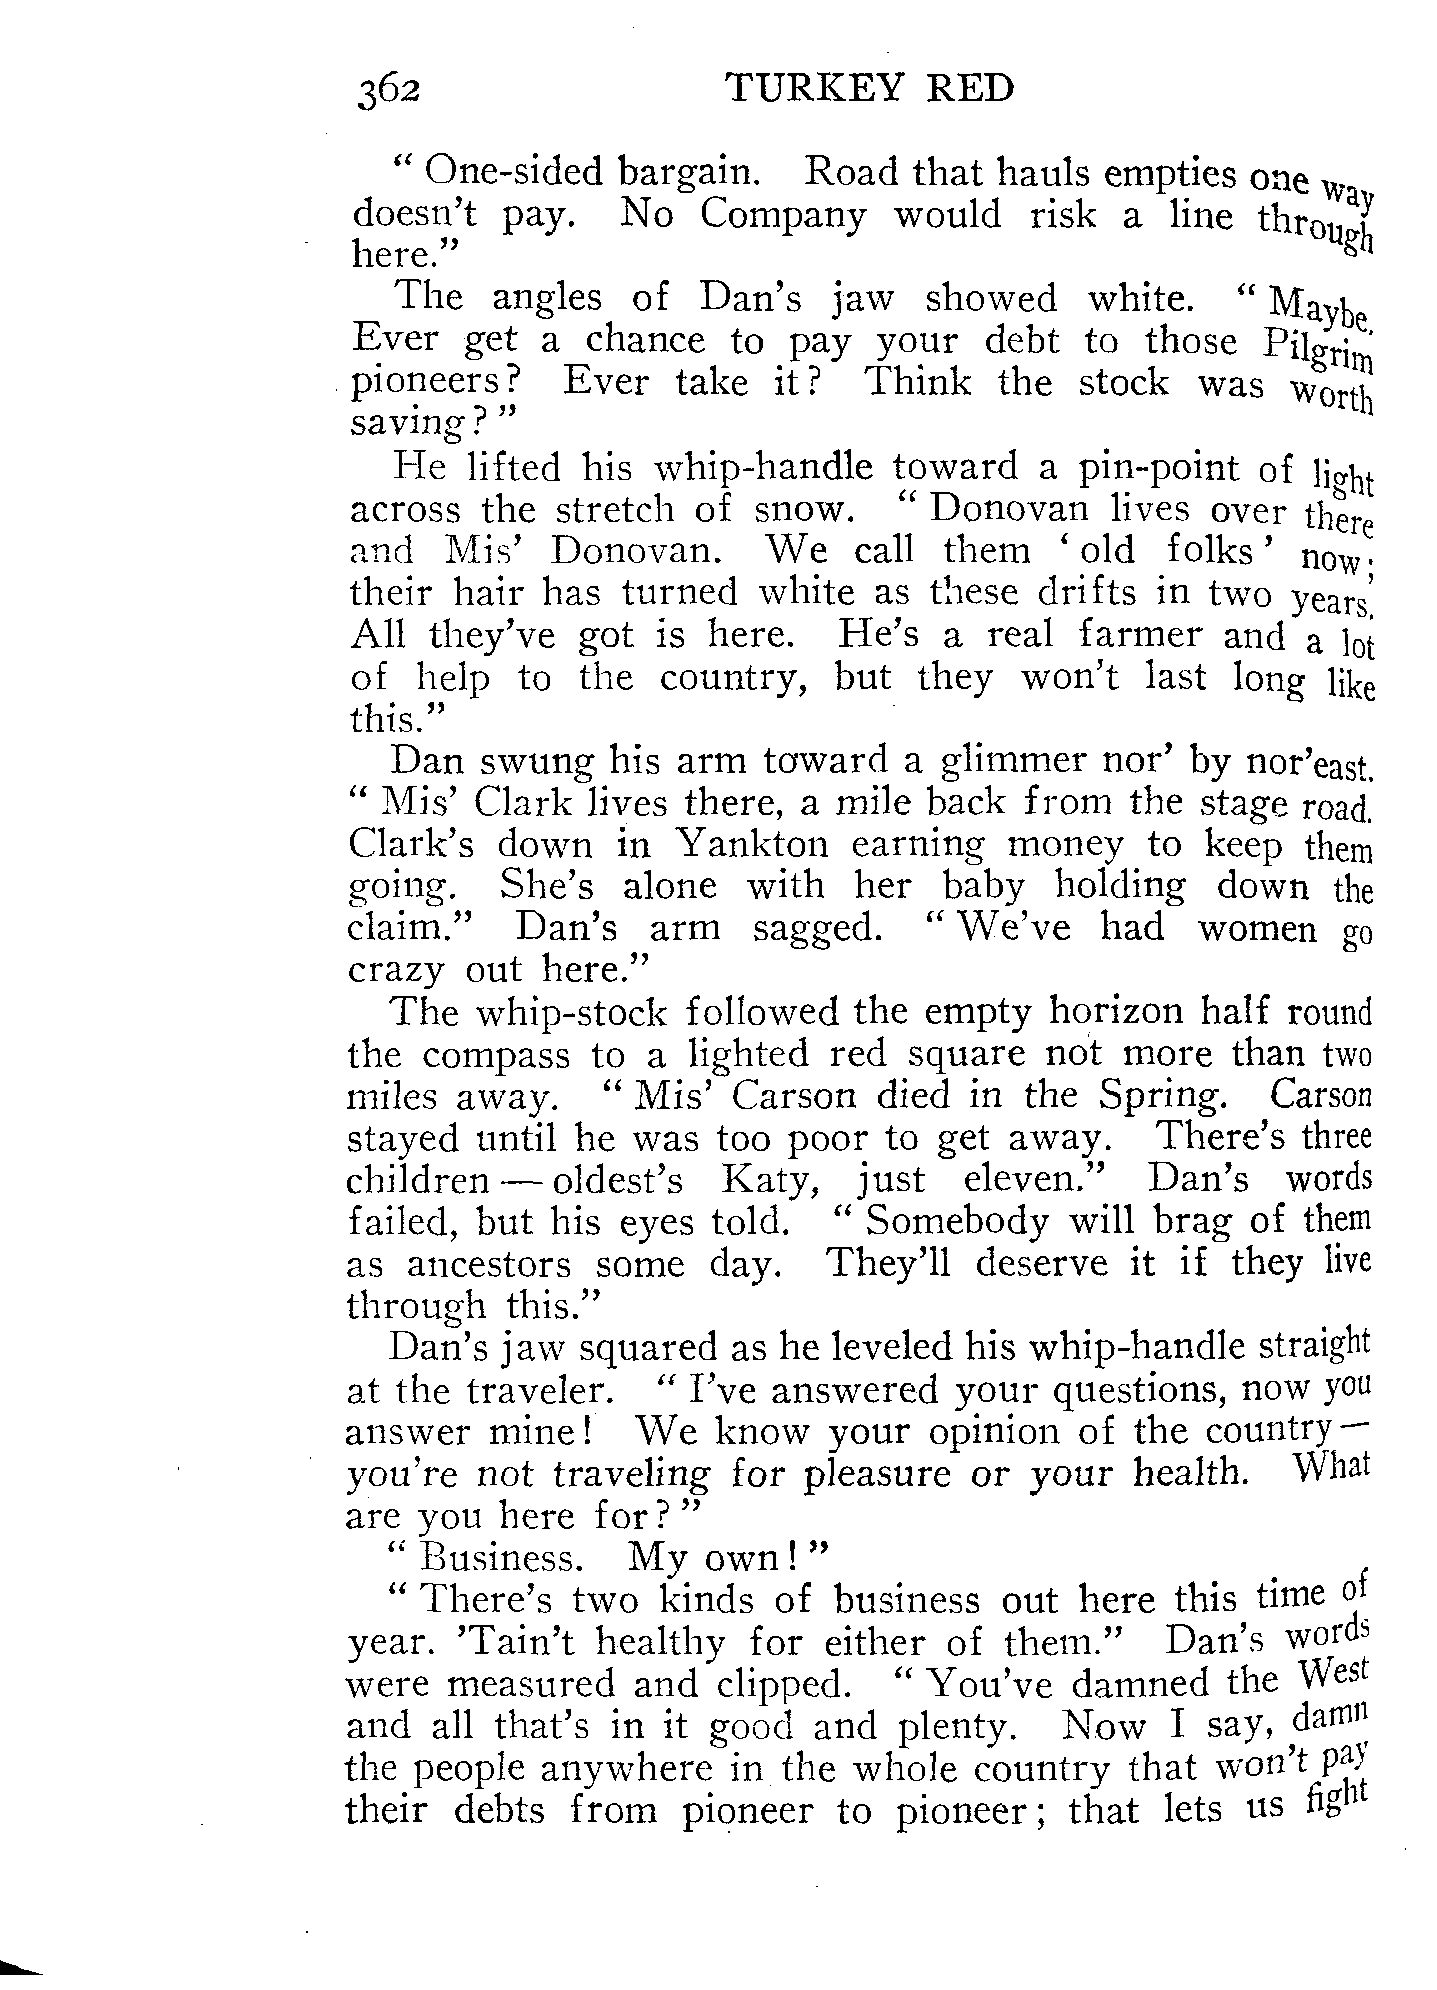 362 TURKEY RED
“ One-sided bargain. Road that hauls empties one way
doesn’t pay. No Company would risk a line through
here.”
The angles of Dan’s jaw showed white. “ Maybe.
Ever get a chance to pay your debt to those Pilgrim
pioneers? Ever take it? Think the stock was worth
saving? ”
He lifted his whip-handle toward a pin-point of light
across the stretch of snow. “ Donovan lives over there
and Mis’ Donovan. We call them ‘ old folks ’ now;
their hair has turned white as these drifts in two years.
All they’ve got is here. He’s a real farmer and a lot
of help to the country, but they won’t last long like
this.”
Dan swung his arm toward a glimmer nor’ by nor’east.
“ Mis’ Clark lives there, a mile back from the stage road.
Clark’s down in Yankton earning money to keep them
going. She’s alone with her baby holding down the
claim.” Dan’s arm sagged. “ We’ve had women go
crazy out here.”
The whip-stock followed the empty horizon half round
the compass to a lighted red square not more than two
miles away. “ Mis’ Carson died in the Spring. Carson
stayed until he was too poor to get away. There’s three
children — oldest’s Katy, just eleven.” Dan’s words
failed, but his eyes told. “ Somebody will brag of them
as ancestors some day. They’ll deserve it if they live
through this.”
Dan’s jaw squared as he leveled his whip-handle straight
at the traveler. “ I’ve answered your questions, now you
answer mine! We know your opinion of the country —
you’re not traveling for pleasure or your health. What
are you here for? ”
“ Business. My own! ”
“ There’s two kinds of business out here this time of
year. ’Tain’t healthy for either of them.” Dan’s words
were measured and clipped. “ You’ve damned the West
and all that’s in it good and plenty. Now I say, damn
the people anywhere in the whole country that won’t pay
their debts from pioneer to pioneer; that lets us fight